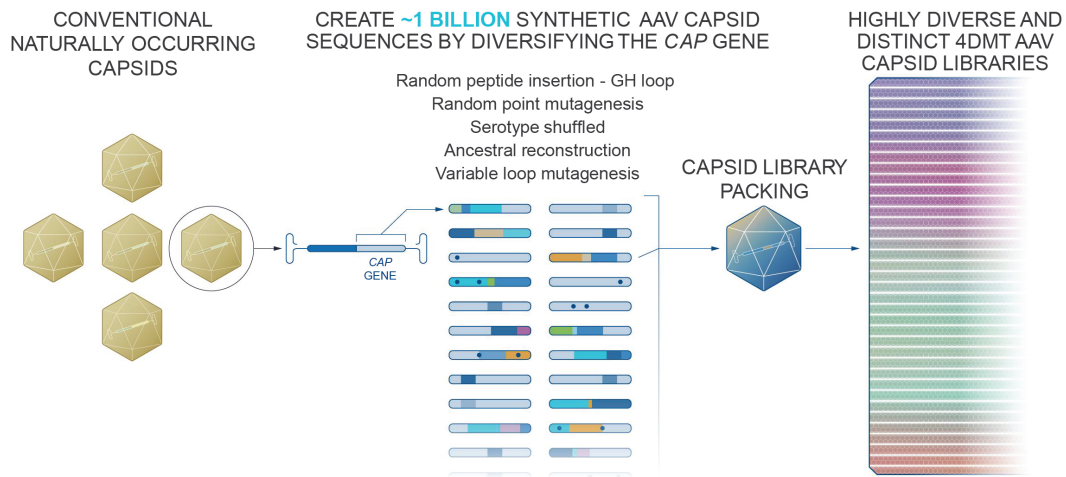 CONVENTIONAL
NATURALLY OCCURRING
CAPSIDS
CREATE ~1 BILLION SYNTHETIC AAV CAPSID
SEQUENCES BY DIVERSIFYING THE CAP GENE
Random peptide insertion - GH loop
Random point mutagenesis
Serotype shuffled
Ancestral reconstruction
Variable loop mutagenesis
CAP
GENE
CAPSID LIBRARY
PACKING
HIGHLY DIVERSE AND
DISTINCT 4DMT AAV
CAPSID LIBRARIES